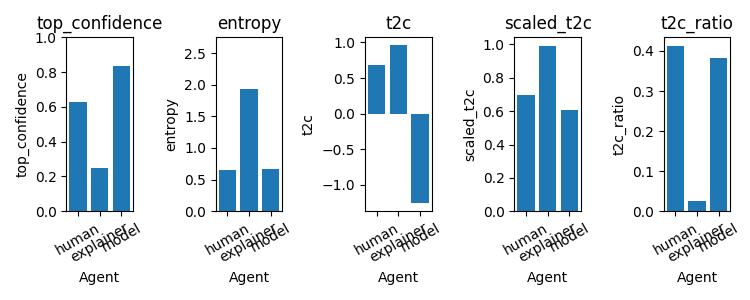 top_confidence
top_confidence
1.0
0.8
0.6
0.4
0.2
0.0
human
explainer
model
Agent
entropy
entropy
2.5
2.0
1.5
1.0
0.5
0.0
human
explainer
model
Agent
t2c
t2c
1.0
0.5
0.0
−0.5
−1.0
human
explainer
model
Agent
scaled_t2c
scaled_t2c
1.0
0.8
0.6
0.4
0.2
0.0
human
explainer
model
Agent
t2c_ratio
t2c_ratio
0.4
0.3
0.2
0.1
0.0
human
explainer
model
Agent